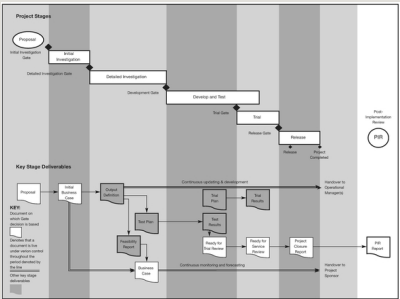 Project Stages
Proposal
Initial Investigation
Gate
Initial
Investigation
Detailed Investigation Gate
Detailed Investigation
Development Gate
Develop and Test
Trial Gate
Trial
Release Gate
Release
Release
Project
Completed
Post-
Implementation
Review
PIR
Key Stage Deliverables
Continuous updating & development
Handover to
Operational
Manager/s
Proposal
Initial
Business
Case
Output
Definition
Trial
Plan
Trial
Results
Test Plan
Test
Results
Feasibility
Report
Ready for
Trial Review
Ready for
Service
Review
Project
Closure
Report
PIR
Report
Business
Case
Continuous monitoring and forecasting
Handover to
Project
Sponsor
KEY
Document on
which Gate
decision is based
Denotes that a
document is live
under version control
throughout the
period denoted by
the line
Other key stage
deliverables